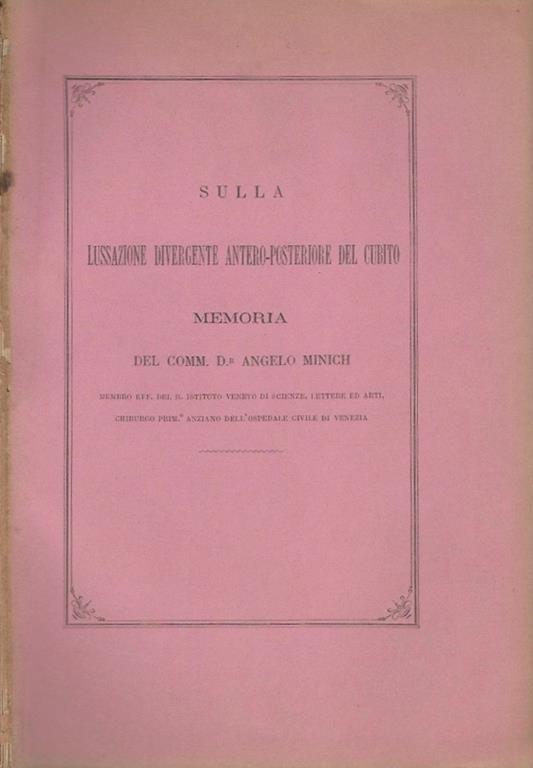 SULLA
LUSSAZIONE DIVERGENTE ANTERO-POSTERIORE DEL CUBITO
MEMORIA
DEL COMM. D.R ANGELO MINICH
MEMBRO EFF. DEL R. ISTITUTO VENETO DI SCIENZE, LETTERE ED ARTI,
CHIRURGO PRIM.O ANZIANO DELL'OSPEDALE CIVILE DI VENEZIA